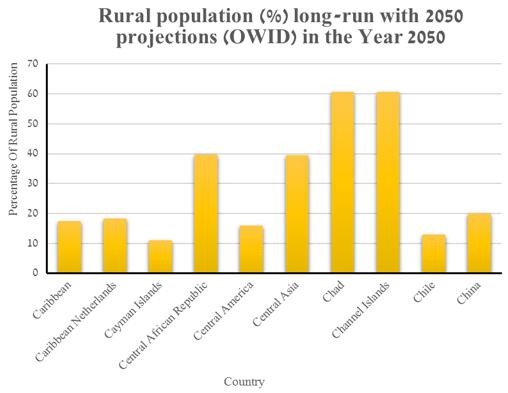 Rural population (%) long-run with 2050
projections (OWID) in the Year 2050
Percentage Of Rural Population
70
60
50
40
30
20
10
0
Caribbean
Caribbean Netherlands
Cayman Islands
Central African Republic
Central America
Central Asia
Chad
Channel Islands
Chile
China
Country